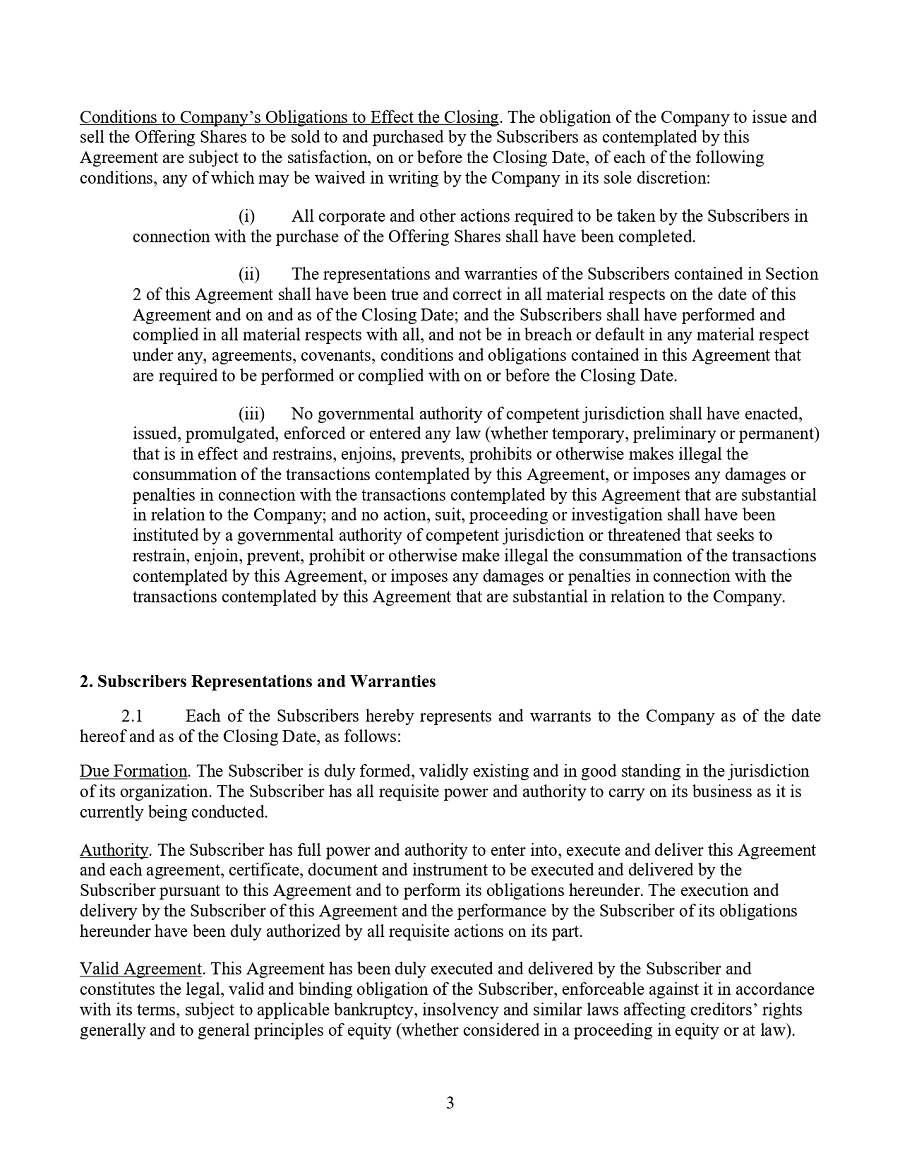 Conditions to Company’s Obligations to Effect the Closing. The obligation of the Company to issue and
sell the Offering Shares to be sold to and purchased by the Subscribers as contemplated by this
Agreement are subject to the satisfaction, on or before the Closing Date, of each of the following
conditions, any of which may be waived in writing by the Company in its sole discretion:
(i) All corporate and other actions required to be taken by the Subscribers in
connection with the purchase of the Offering Shares shall have been completed.
(ii) The representations and warranties of the Subscribers contained in Section
2 of this Agreement shall have been true and correct in all material respects on the date of this
Agreement and on and as of the Closing Date; and the Subscribers shall have performed and
complied in all material respects with all, and not be in breach or default in any material respect
under any, agreements, covenants, conditions and obligations contained in this Agreement that
are required to be performed or complied with on or before the Closing Date.
(iii) No governmental authority of competent jurisdiction shall have enacted,
issued, promulgated, enforced or entered any law (whether temporary, preliminary or permanent)
that is in effect and restrains, enjoins, prevents, prohibits or otherwise makes illegal the
consummation of the transactions contemplated by this Agreement, or imposes any damages or
penalties in connection with the transactions contemplated by this Agreement that are substantial
in relation to the Company; and no action, suit, proceeding or investigation shall have been
instituted by a governmental authority of competent jurisdiction or threatened that seeks to
restrain, enjoin, prevent, prohibit or otherwise make illegal the consummation of the transactions
contemplated by this Agreement, or imposes any damages or penalties in connection with the
transactions contemplated by this Agreement that are substantial in relation to the Company.
2. Subscribers Representations and Warranties
2.1 Each of the Subscribers hereby represents and warrants to the Company as of the date
hereof and as of the Closing Date, as follows:
Due Formation. The Subscriber is duly formed, validly existing and in good standing in the jurisdiction
of its organization. The Subscriber has all requisite power and authority to carry on its business as it is
currently being conducted.
Authority. The Subscriber has full power and authority to enter into, execute and deliver this Agreement
and each agreement, certificate, document and instrument to be executed and delivered by the
Subscriber pursuant to this Agreement and to perform its obligations hereunder. The execution and
delivery by the Subscriber of this Agreement and the performance by the Subscriber of its obligations
hereunder have been duly authorized by all requisite actions on its part.
Valid Agreement. This Agreement has been duly executed and delivered by the Subscriber and
constitutes the legal, valid and binding obligation of the Subscriber, enforceable against it in accordance
with its terms, subject to applicable bankruptcy, insolvency and similar laws affecting creditors’ rights
generally and to general principles of equity (whether considered in a proceeding in equity or at law).
3